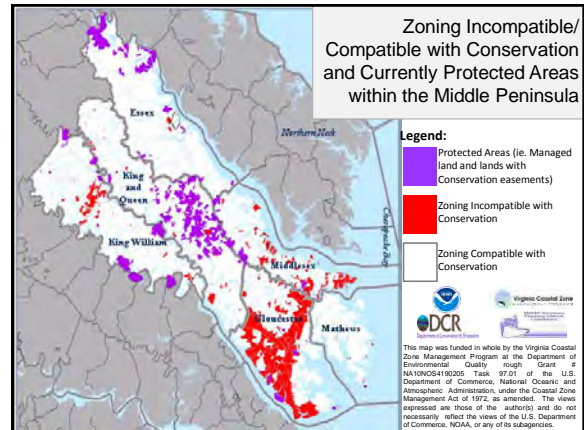 Zoning Incompatible/
Compatible with Conservation
and Currently Protected Areas
within the Middle Peninsula
Essex
Northern Neck
King
and
Queen
King William
Middlesex
Gloucester
Mathews
Chesapeake Bay
Legend:
Protected Areas (ie. Managed
land and lands with
Conservation easements)
Zoning Incompatible with
Conservation
Zoning Compatible with
Conservation
Virginia Coastal Zone
DCR
This map was funded in whole by the Virginia Coastal
Zone Management Program at the Department of
Environmental Quality rough Grant #
NA10NOS4190205 Task 97.01 of the U.S.
Department of Commerce, National Oceanic and
Atmospheric Administration, under the Coastal Zone
Management Act of 1972, as amended. The views
expressed are those of the author(s) and do not
necessarily reflect the views of the U.S. Department
of Commerce, NOAA, or any of its subagencies.